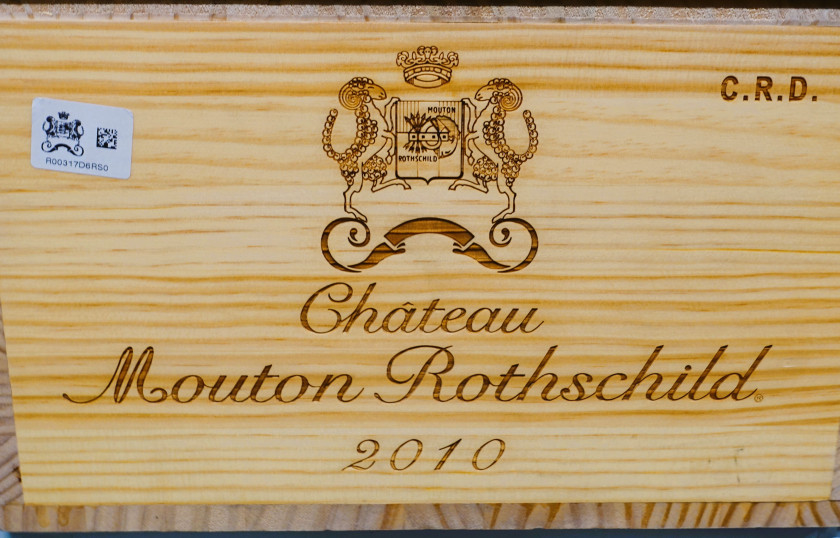 C.R.D.
MOUTON
ROTHSCHILD
R00317D6RS0
Château
Mouton Rothschild®
2010